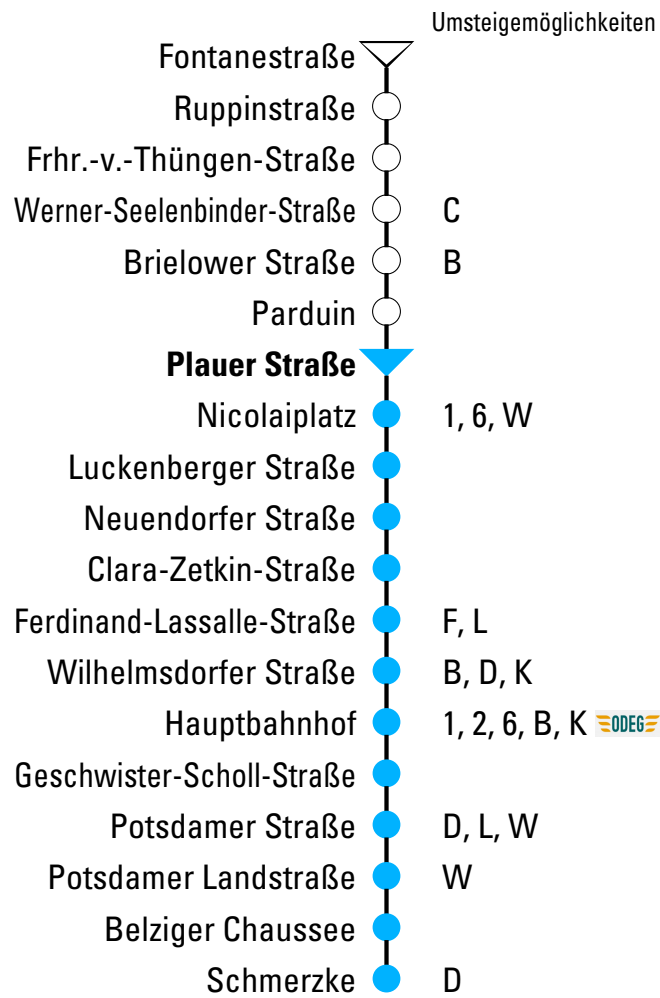 Umsteigemöglichkeiten
Fontanestraße
Ruppinstraße
Frhr.-v.-Thüngen-Straße
Werner-Seelenbinder-Straße C
Brielower Straße B
Parduin
Plauer Straße
Nicolaiplatz 1, 6, W
Luckenberger Straße
Neuendorfer Straße
Clara-Zetkin-Straße
Ferdinand-Lassalle-Straße F, L
Wilhelmsdorfer Straße B, D, K
Hauptbahnhof 1, 2, 6, B, K ODEG
Geschwister-Scholl-Straße
Potsdamer Straße D, L, W
Potsdamer Landstraße W
Belziger Chaussee
Schmerzke D